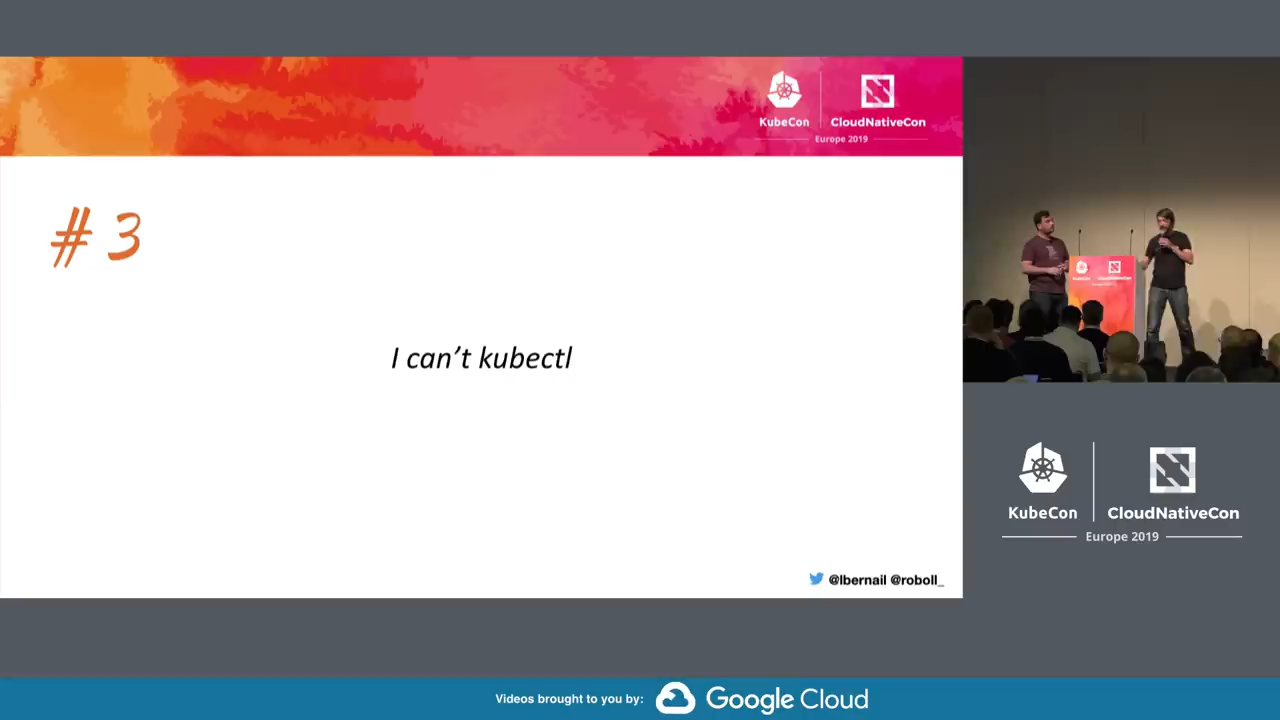 KubeCon
CloudNativeCon
Europe 2019
# 3
I can't kubectl
@lbernail @roboll_
KubeCon
CloudNativeCon
Europe 2019
Videos brought to you by:
Google Cloud